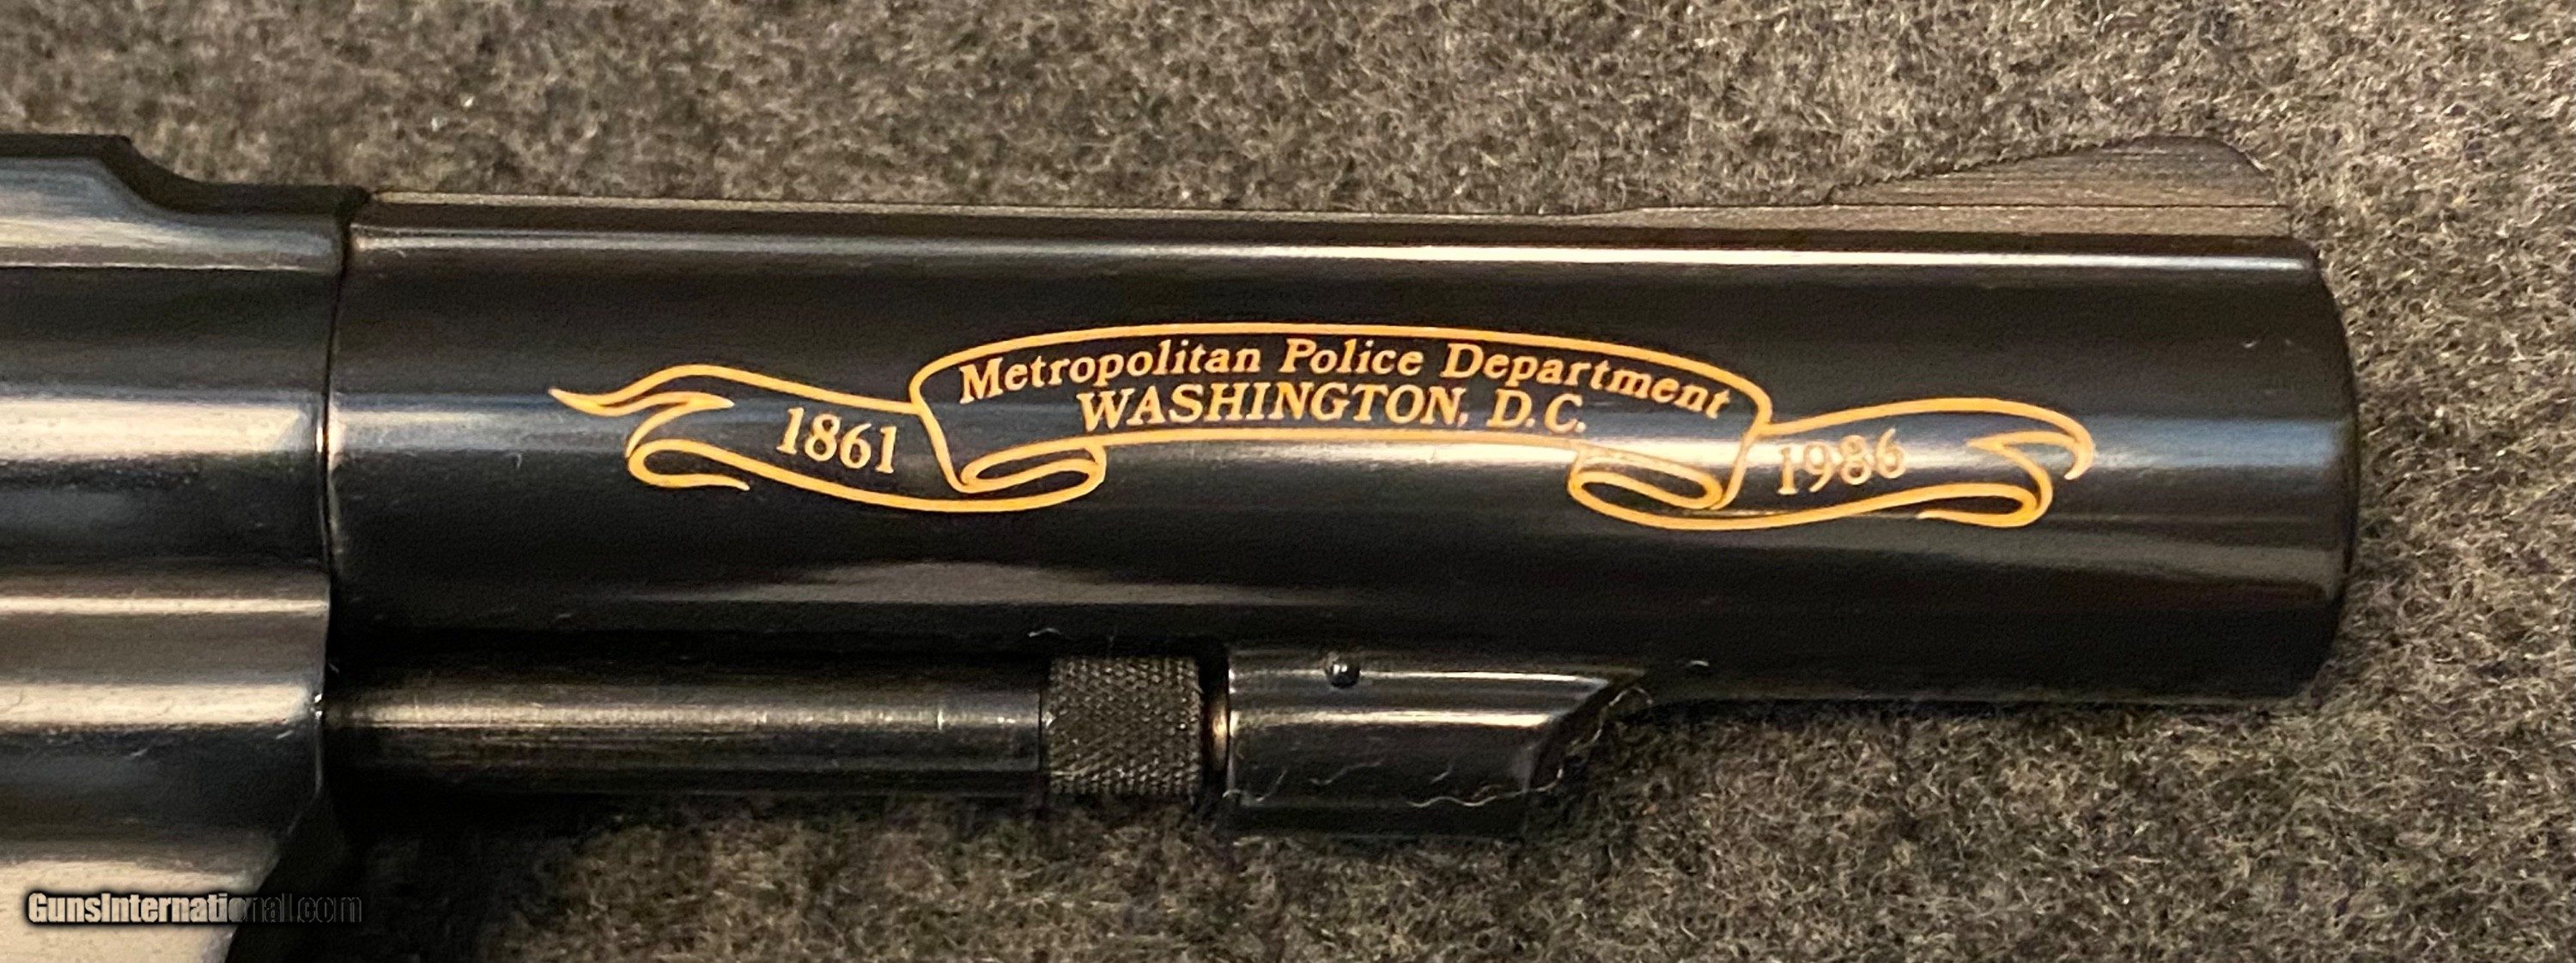 Metropolitan Police Department
WASHINGTON, D.C.
1861
1986
GunsInternational.com